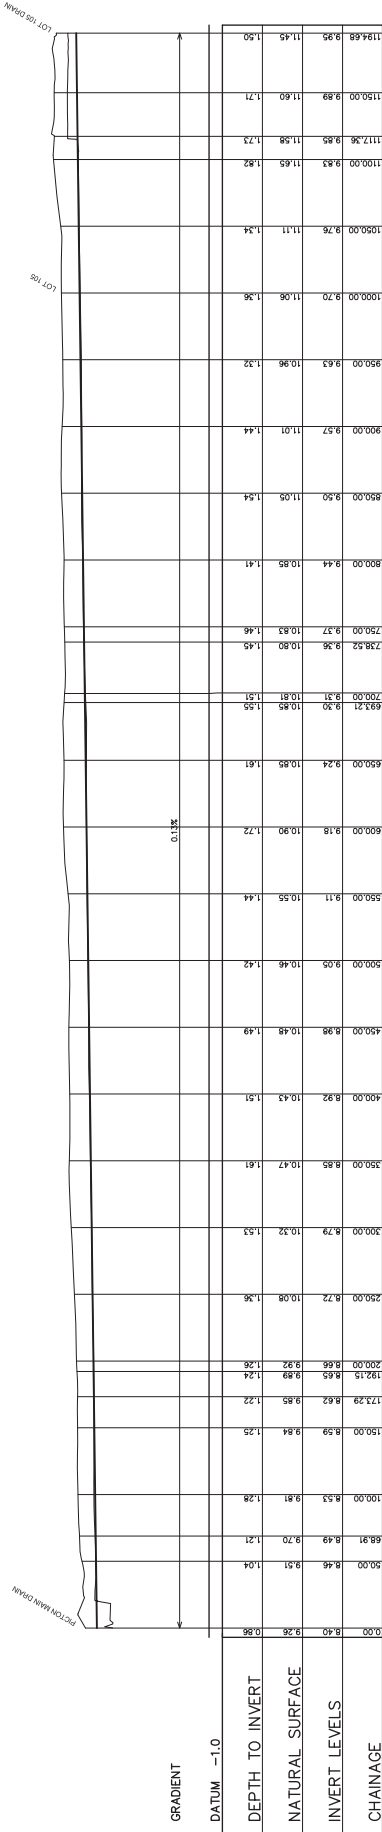 PICTON MAIN DRAIN
LOT 105
LOT 105 DRAIN
GRADIENT 0.13%
DATUM -1.0
DEPTH TO INVERT 0.86 1.04 1.21 1.28 1.25 1.22 1.24 1.26 1.36 1.53 1.61 1.51 1.49 1.42 1.44 1.72 1.61 1.55 1.51 1.45 1.46 1.41 1.54 1.44 1.32 1.36 1.34 1.82 1.73 1.71 1.50
NATURAL SURFACE 9.26 9.51 9.70 9.81 9.84 9.85 9.89 9.92 10.08 10.32 10.47 10.43 10.48 10.46 10.55 10.90 10.85 10.85 10.81 10.80 10.83 10.85 11.05 11.01 10.96 11.06 11.11 11.65 11.58 11.60 11.45
INVERT LEVELS 8.40 8.46 8.49 8.53 8.59 8.62 8.65 8.66 8.72 8.79 8.85 8.92 8.98 9.05 9.11 9.18 9.24 9.30 9.31 9.36 9.37 9.44 9.50 9.57 9.63 9.70 9.76 9.83 9.85 9.89 9.95
CHAINAGE 0.00 50.00 68.91 100.00 150.00 173.29 192.15 200.00 250.00 300.00 350.00 400.00 450.00 500.00 550.00 600.00 650.00 693.21 700.00 738.52 750.00 800.00 850.00 900.00 950.00 1000.00 1050.00 1100.00 1117.36 1150.00 1194.68